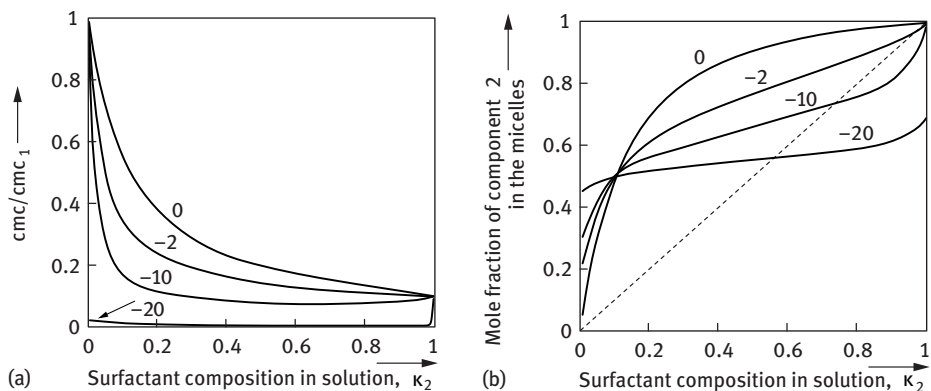 1
0.8
0.6
0.4
0.2
0
cmc/cmc1
0
−2
−10
−20
0 0.2 0.4 0.6 0.8 1
(a) Surfactant composition in solution, κ2
1
0.8
0.6
0.4
0.2
0
Mole fraction of component 2
in the micelles
0
−2
−10
−20
0 0.2 0.4 0.6 0.8 1
(b) Surfactant composition in solution, κ2